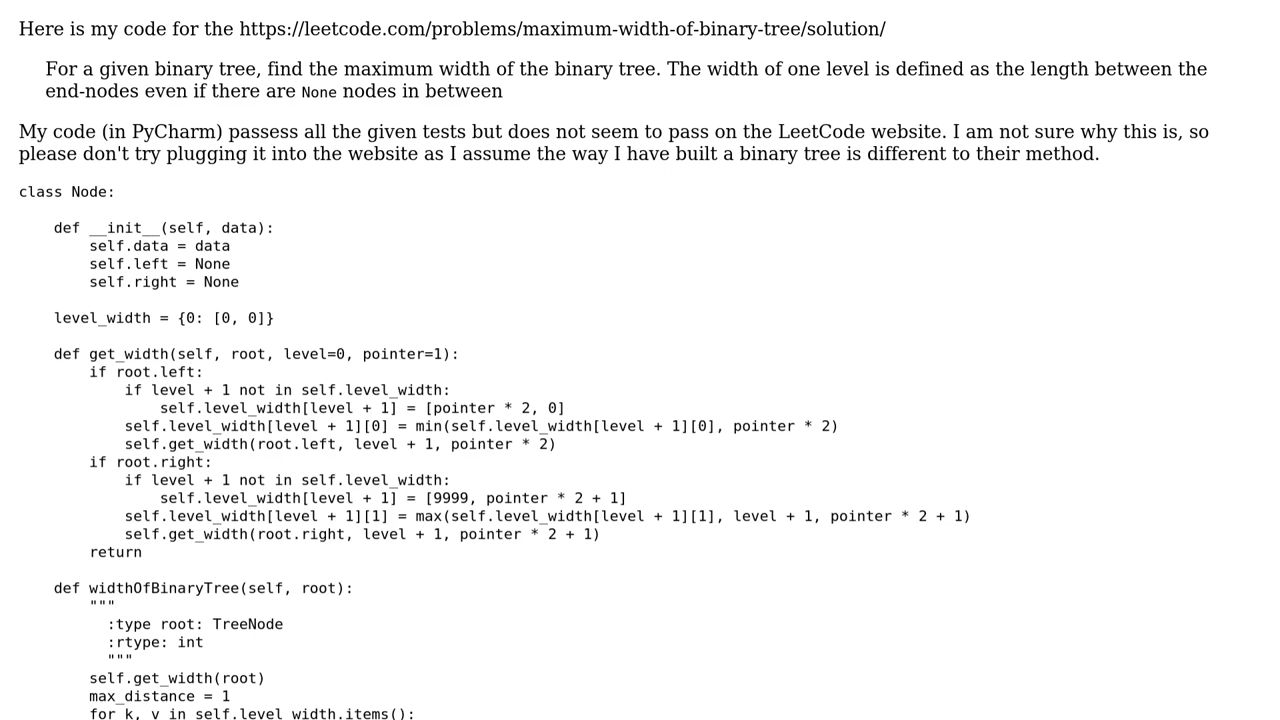 Here is my code for the https://leetcode.com/problems/maximum-width-of-binary-tree/solution/
For a given binary tree, find the maximum width of the binary tree. The width of one level is defined as the length between the
end-nodes even if there are None nodes in between
My code (in PyCharm) passess all the given tests but does not seem to pass on the LeetCode website. I am not sure why this is, so
please don't try plugging it into the website as I assume the way I have built a binary tree is different to their method.
class Node:
    def __init__(self, data):
        self.data = data
        self.left = None
        self.right = None
    level_width = {0: [0, 0]}
    def get_width(self, root, level=0, pointer=1):
        if root.left:
            if level + 1 not in self.level_width:
                self.level_width[level + 1] = [pointer * 2, 0]
            self.level_width[level + 1][0] = min(self.level_width[level + 1][0], pointer * 2)
            self.get_width(root.left, level + 1, pointer * 2)
        if root.right:
            if level + 1 not in self.level_width:
                self.level_width[level + 1] = [9999, pointer * 2 + 1]
            self.level_width[level + 1][1] = max(self.level_width[level + 1][1], level + 1, pointer * 2 + 1)
            self.get_width(root.right, level + 1, pointer * 2 + 1)
        return
    def widthOfBinaryTree(self, root):
        """
          :type root: TreeNode
          :rtype: int
          """
        self.get_width(root)
        max_distance = 1
        for k, v in self.level_width.items():